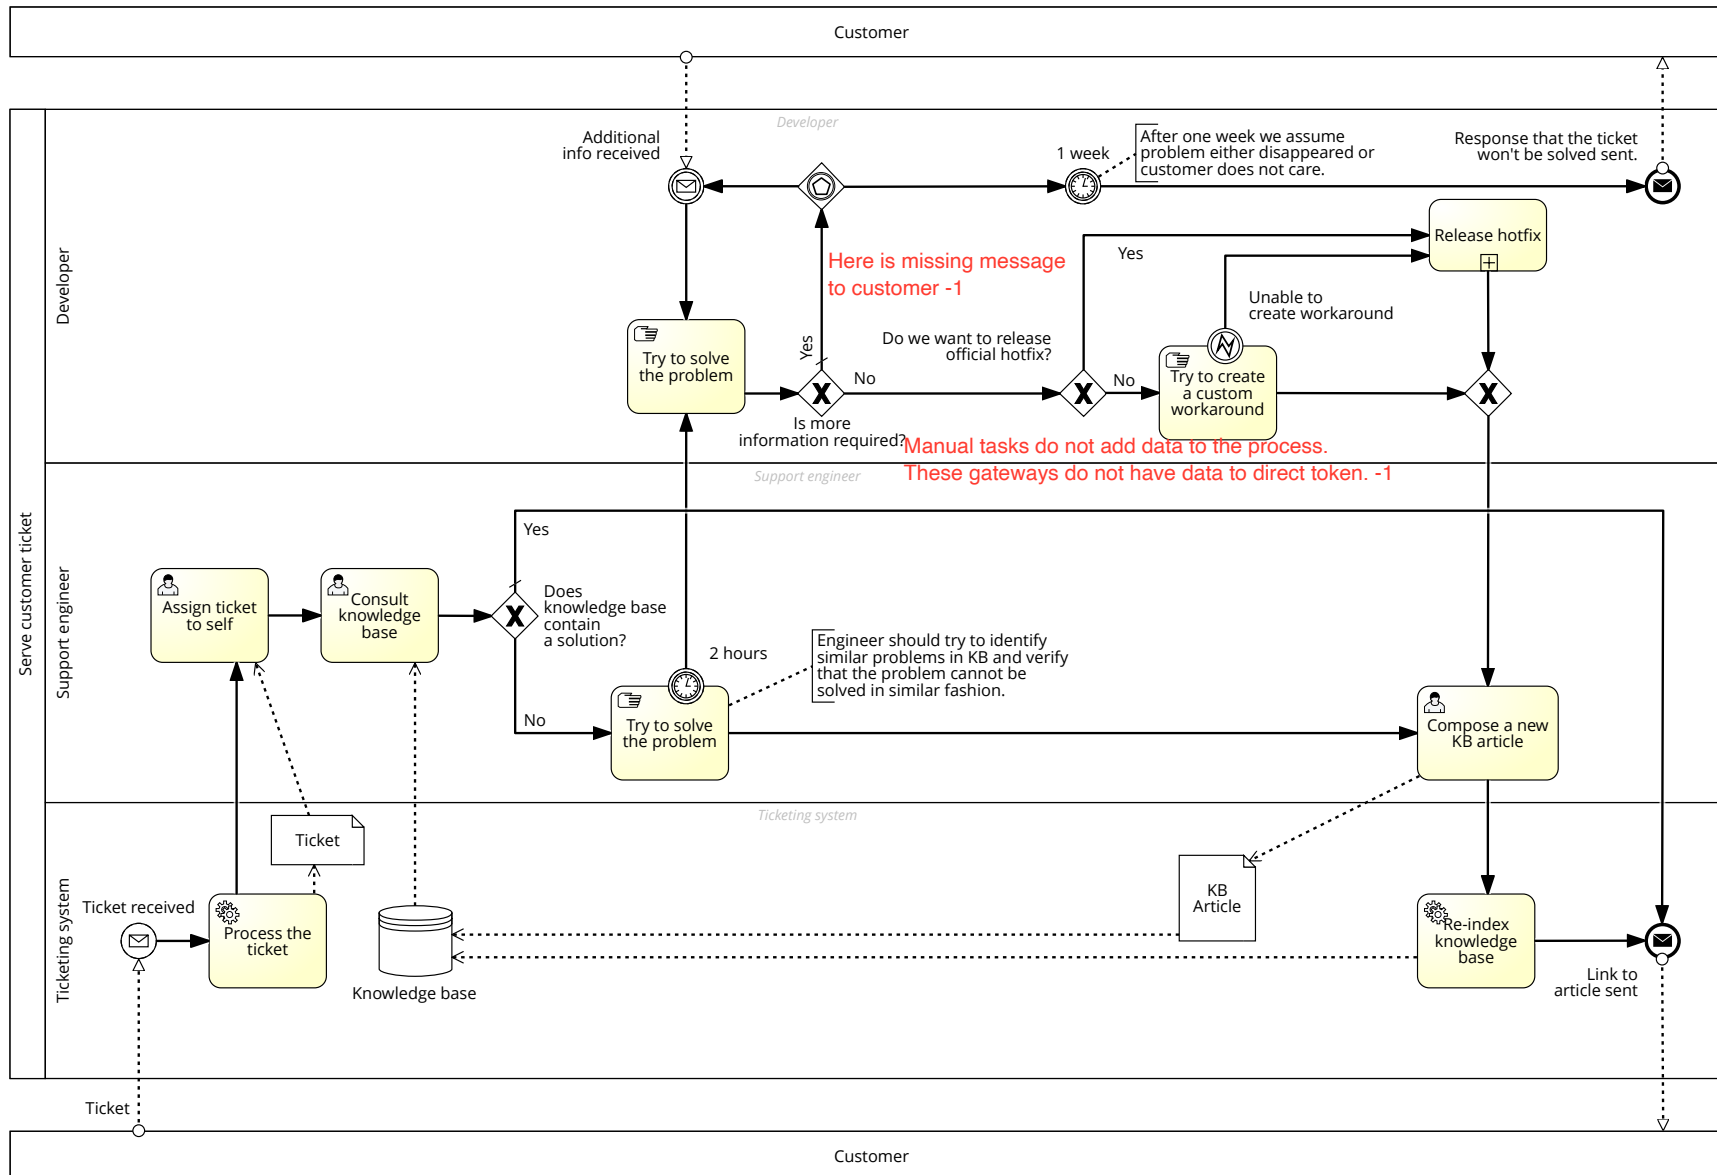 Customer
Developer
Additional
info received
1 week
After one week we assume
problem either disappeared or
customer does not care.
Response that the ticket
won't be solved sent.
Developer
Here is missing message
to customer -1
Yes
Release hotfix
Unable to
create workaround
Do we want to release
official hotfix?
Try to solve
the problem
Yes
No
No
Try to create
a custom
workaround
Is more
information required?
Manual tasks do not add data to the process.
These gateways do not have data to direct token. -1
Serve customer ticket
Support engineer
Support engineer
Yes
Assign ticket
to self
Consult
knowledge
base
Does
knowledge base
contain
a solution?
2 hours
Engineer should try to identify
similar problems in KB and verify
that the problem cannot be
solved in similar fashion.
No
Try to solve
the problem
Compose a new
KB article
Ticketing system
Ticketing system
Ticket
KB
Article
Ticket received
Process the
ticket
Knowledge base
Re-index
knowledge
base
Link to
article sent
Ticket
Customer